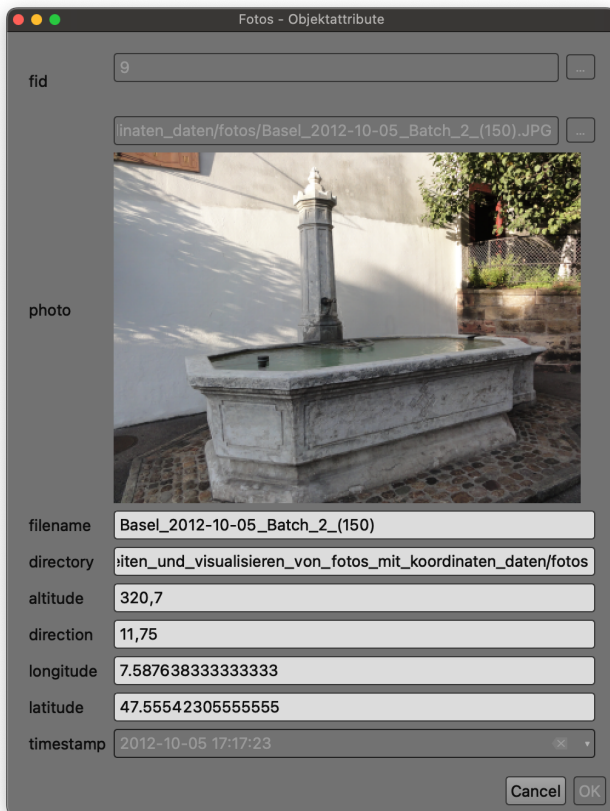 Fotos - Objektattribute
fid
9
...
inaten_daten/fotos/Basel_2012-10-05_Batch_2_(150).JPG
...
photo
filename
Basel_2012-10-05_Batch_2_(150)
directory
eiten_und_visualisieren_von_fotos_mit_koordinaten_daten/fotos
altitude
320,7
direction
11,75
longitude
7.587638333333333
latitude
47.55542305555555
timestamp
2012-10-05 17:17:23
Cancel
OK